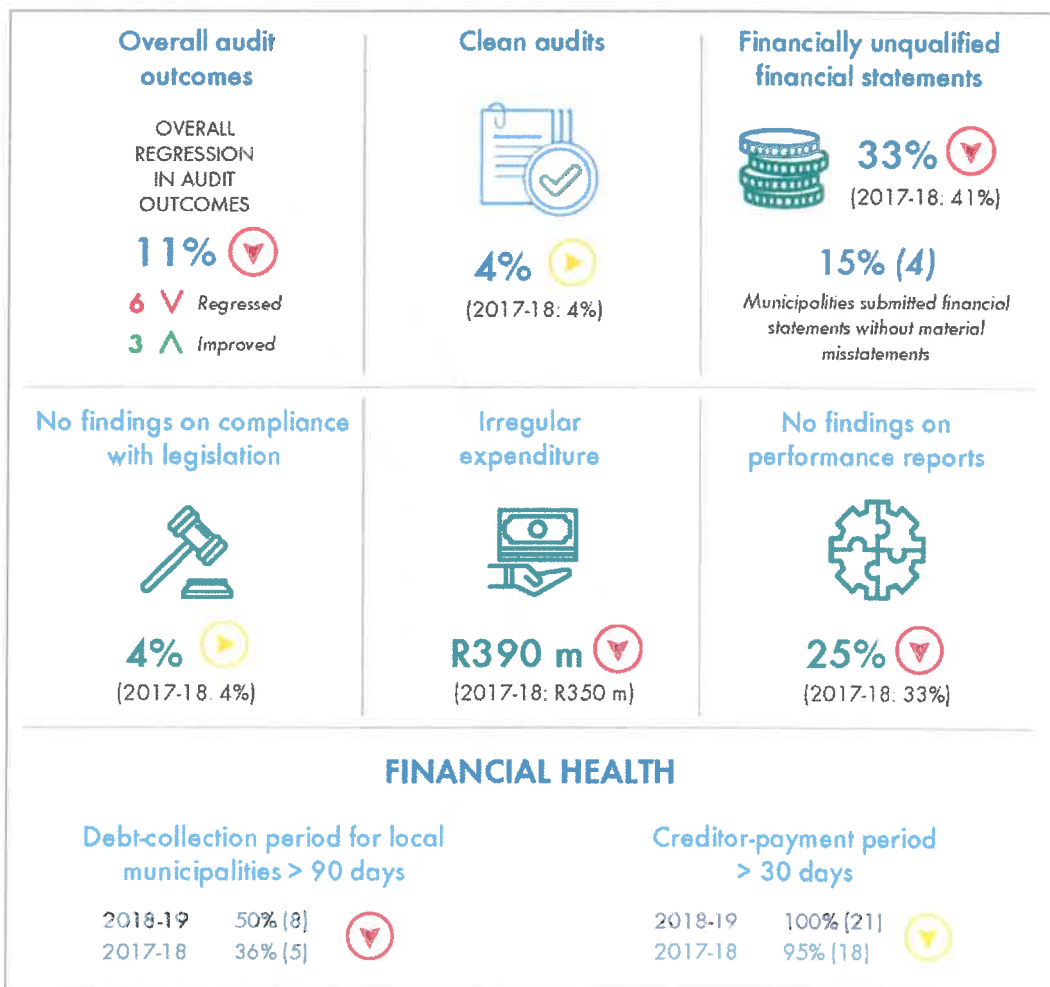 Overall audit
outcomes
OVERALL
REGRESSION
IN AUDIT
OUTCOMES
11%
6 Regressed
3 Improved
Clean audits
4%
(2017-18: 4%)
Financially unqualified
financial statements
33%
(2017-18: 41%)
15% (4)
Municipalities submitted financial
statements without material
misstatements
No findings on compliance
with legislation
4%
(2017-18: 4%)
Irregular
expenditure
R390 m
(2017-18: R350 m)
No findings on
performance reports
25%
(2017-18: 33%)
FINANCIAL HEALTH
Debt-collection period for local
municipalities > 90 days
2018-19 50% (8)
2017-18 36% (5)
Creditor-payment period
> 30 days
2018-19 100% (21)
2017-18 95% (18)